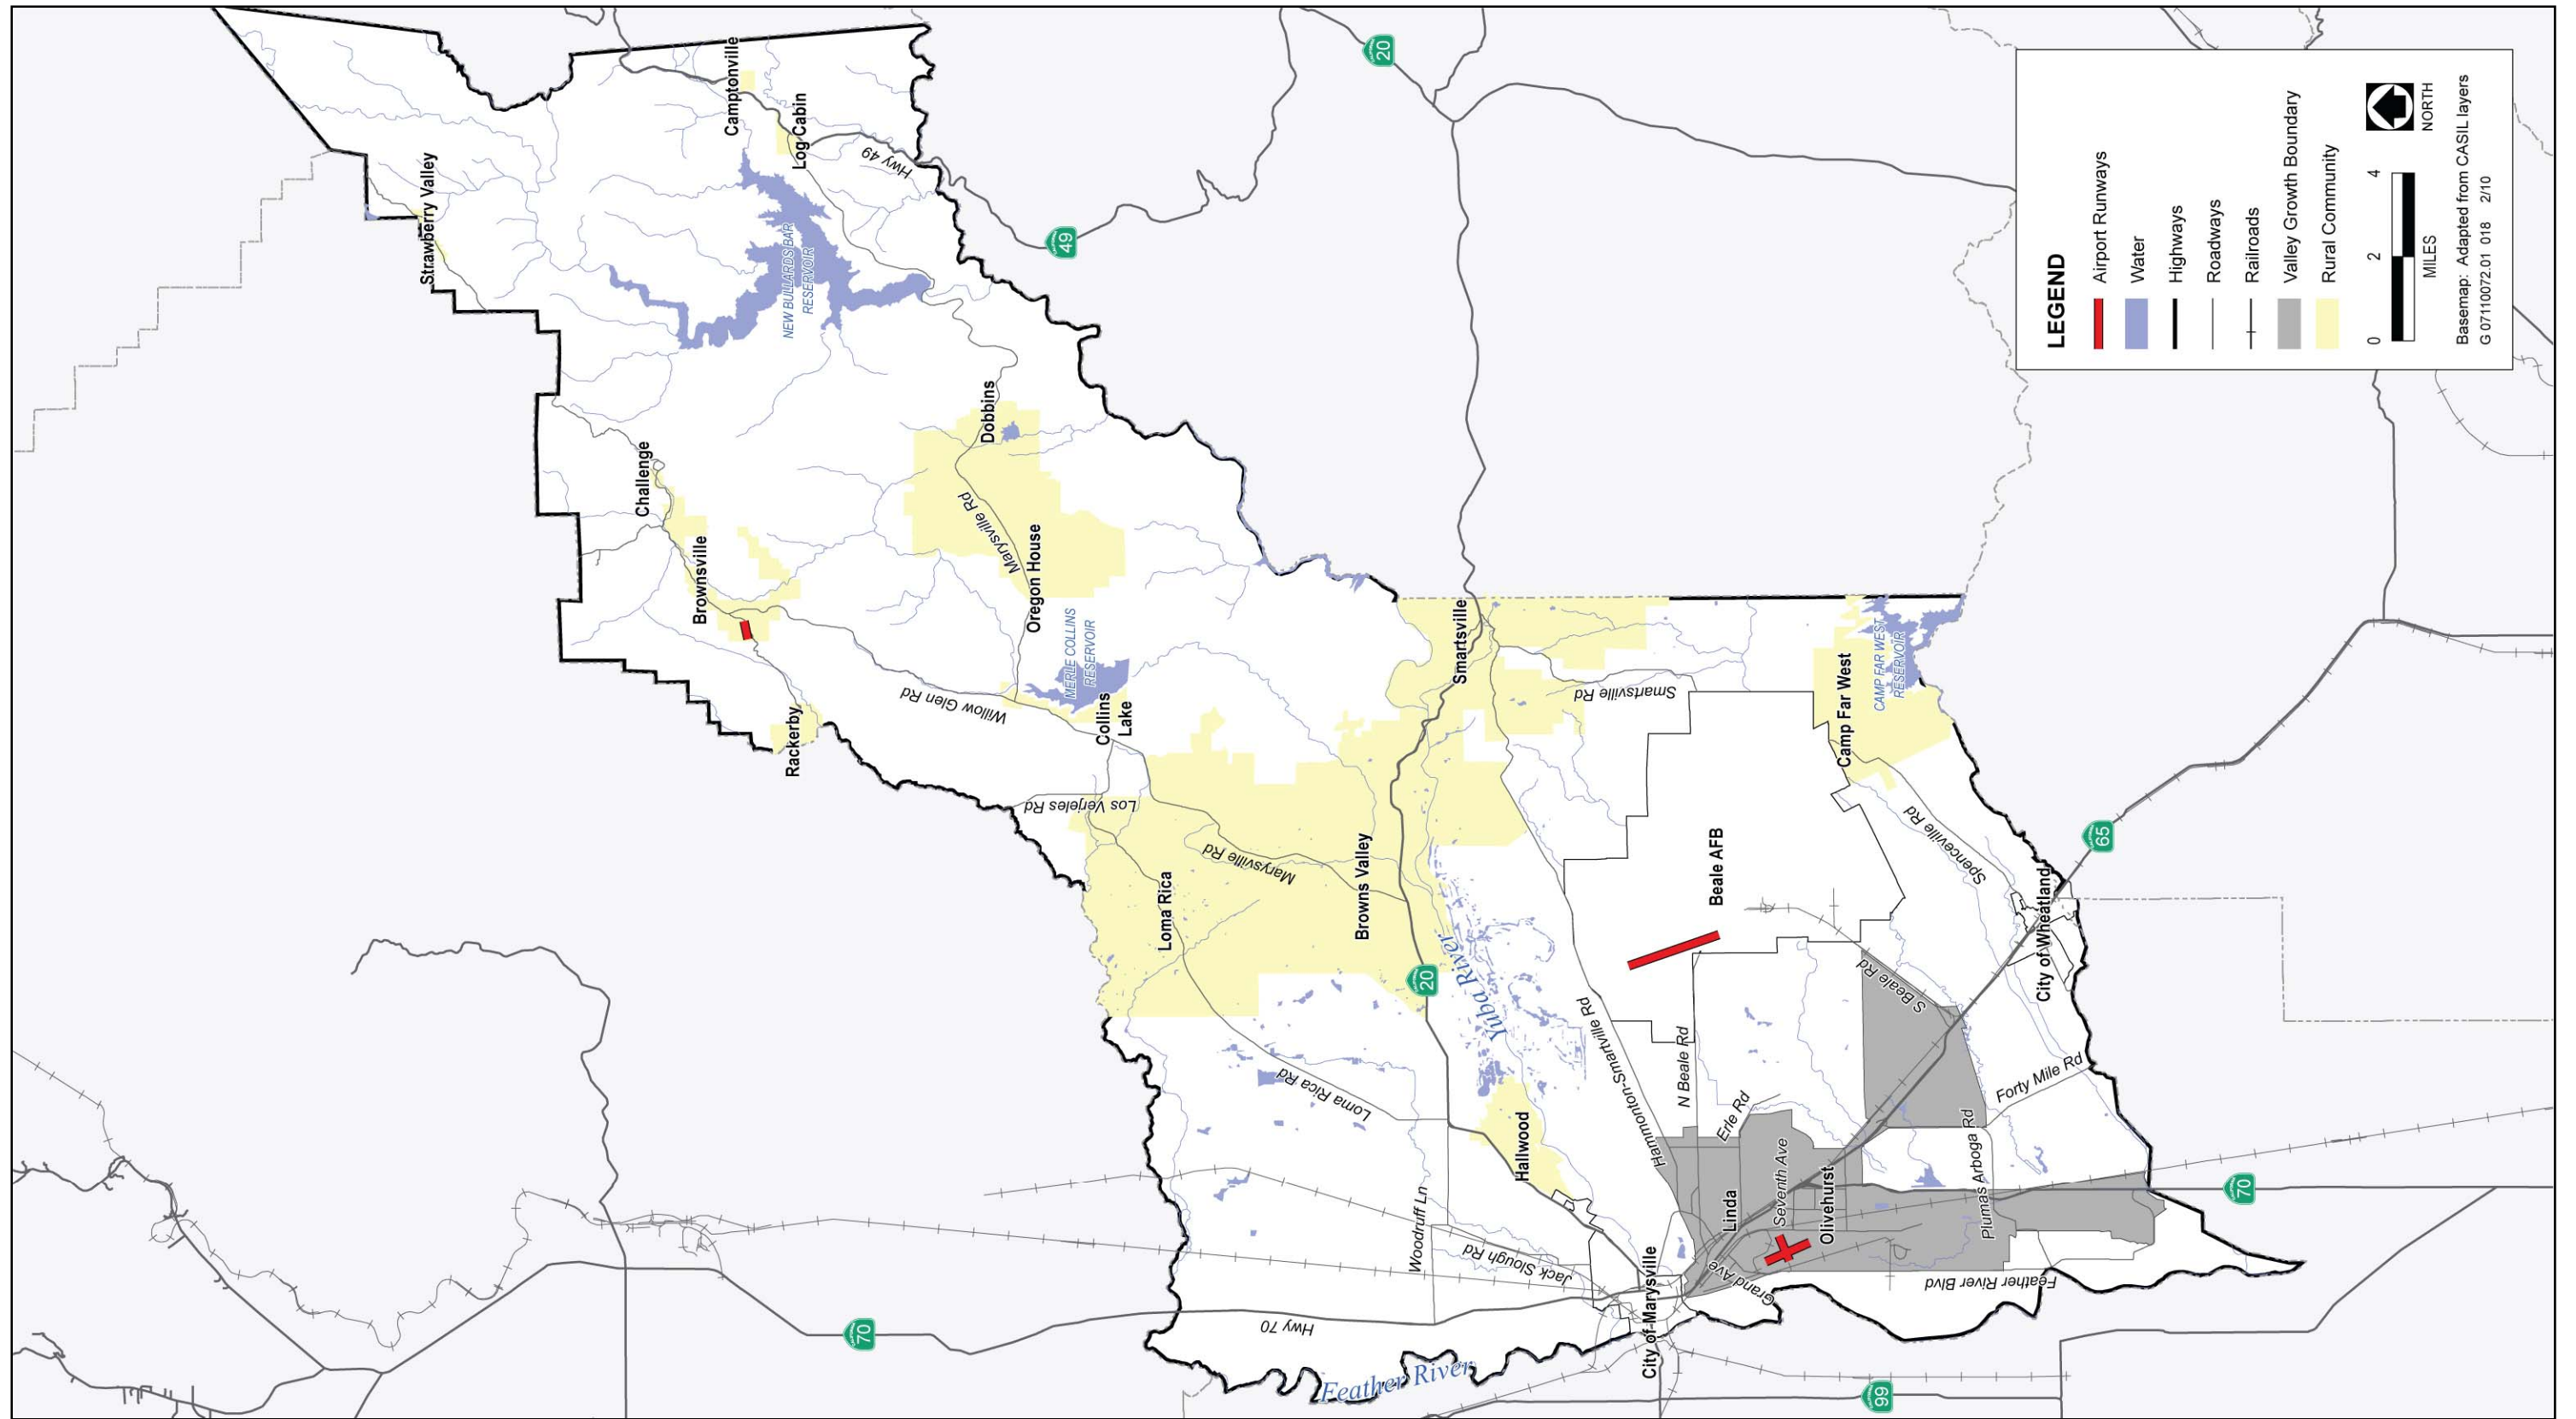 Strawberry Valley
Camptonville
Log Cabin
Hwy 49
NEW BULLARDS BAR
RESERVOIR
20
49
Challenge
Brownsville
Rackerby
Dobbins
Marysville Rd
Oregon House
MERLE COLLINS
RESERVOIR
Willow Glen Rd
Collins
Lake
Los Verjeles Rd
Loma Rica
Marysville Rd
Browns Valley
20
Smartsville
Smartsville Rd
Camp Far West
CAMP FAR WEST
RESERVOIR
Beale AFB
Spenceville Rd
City of Wheatland
65
Yuba River
Hammonton-Smartville Rd
N Beale Rd
S Beale Rd
Erle Rd
Forty Mile Rd
Loma Rica Rd
Hallwood
Woodruff Ln
Jack Slough Rd
Linda
Seventh Ave
Olivehurst
Plumas Arboga Rd
Grand Ave
Feather River Blvd
City of Marysville
Hwy 70
Feather River
70
70
99
LEGEND
Airport Runways
Water
Highways
Roadways
Railroads
Valley Growth Boundary
Rural Community
0 2 4
MILES
NORTH
Basemap: Adapted from CASIL layers
G 07110072.01 018 2/10